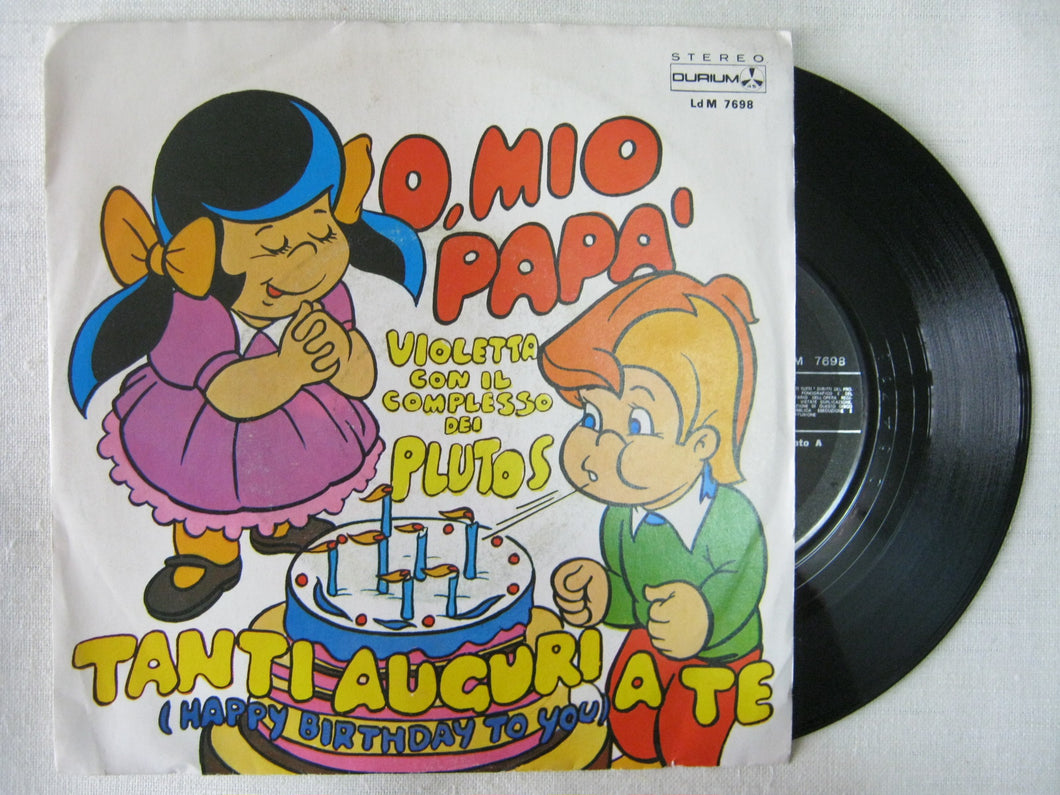 STEREO
DURIUM
45
LdM 7698
O, MIO
PAPA'
VIOLETTA
CON IL
COMPLESSO
DEI
PLUTOS
TANTI AUGURI A TE
(HAPPY BIRTHDAY TO YOU)
M 7698